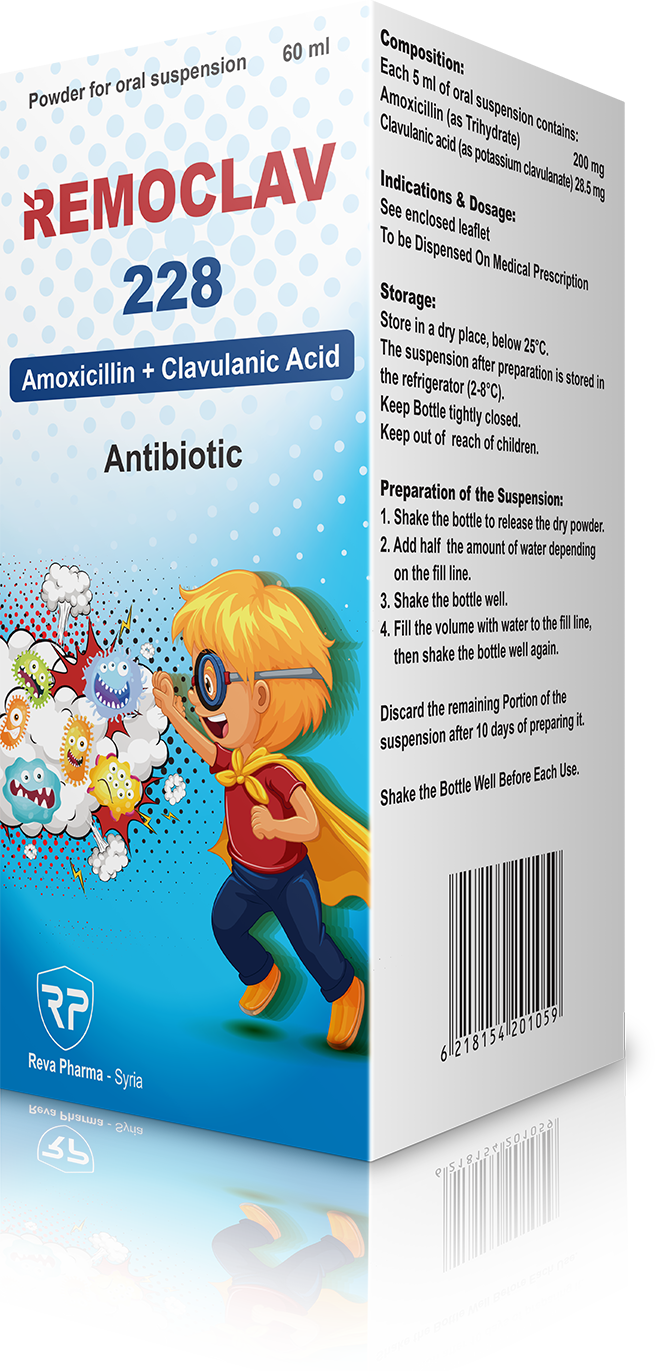 Powder for oral suspension 60 ml
REMOCLAV
228
Amoxicillin + Clavulanic Acid
Antibiotic
RP
Reva Pharma - Syria
Composition:
Each 5 ml of oral suspension contains:
Amoxicillin (as Trihydrate) 200 mg
Clavulanic acid (as potassium clavulanate) 28.5 mg
Indications & Dosage:
See enclosed leaflet
To be Dispensed On Medical Prescription
Storage:
Store in a dry place, below 25°C.
The suspension after preparation is stored in
the refrigerator (2-8°C).
Keep Bottle tightly closed.
Keep out of reach of children.
Preparation of the Suspension:
1. Shake the bottle to release the dry powder.
2. Add half the amount of water depending
on the fill line.
3. Shake the bottle well.
4. Fill the volume with water to the fill line,
then shake the bottle well again.
Discard the remaining Portion of the
suspension after 10 days of preparing it.
Shake the Bottle Well Before Each Use.
6 218154 201059